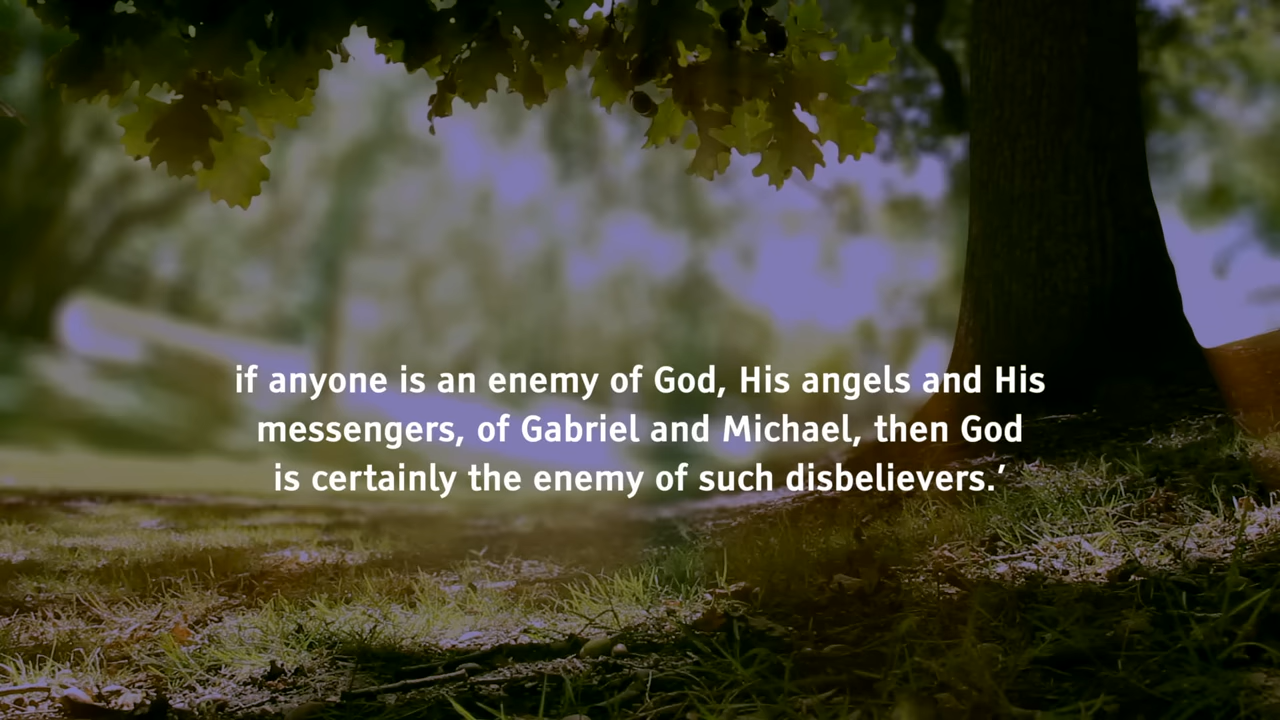 if anyone is an enemy of God, His angels and His
messengers, of Gabriel and Michael, then God
is certainly the enemy of such disbelievers.’